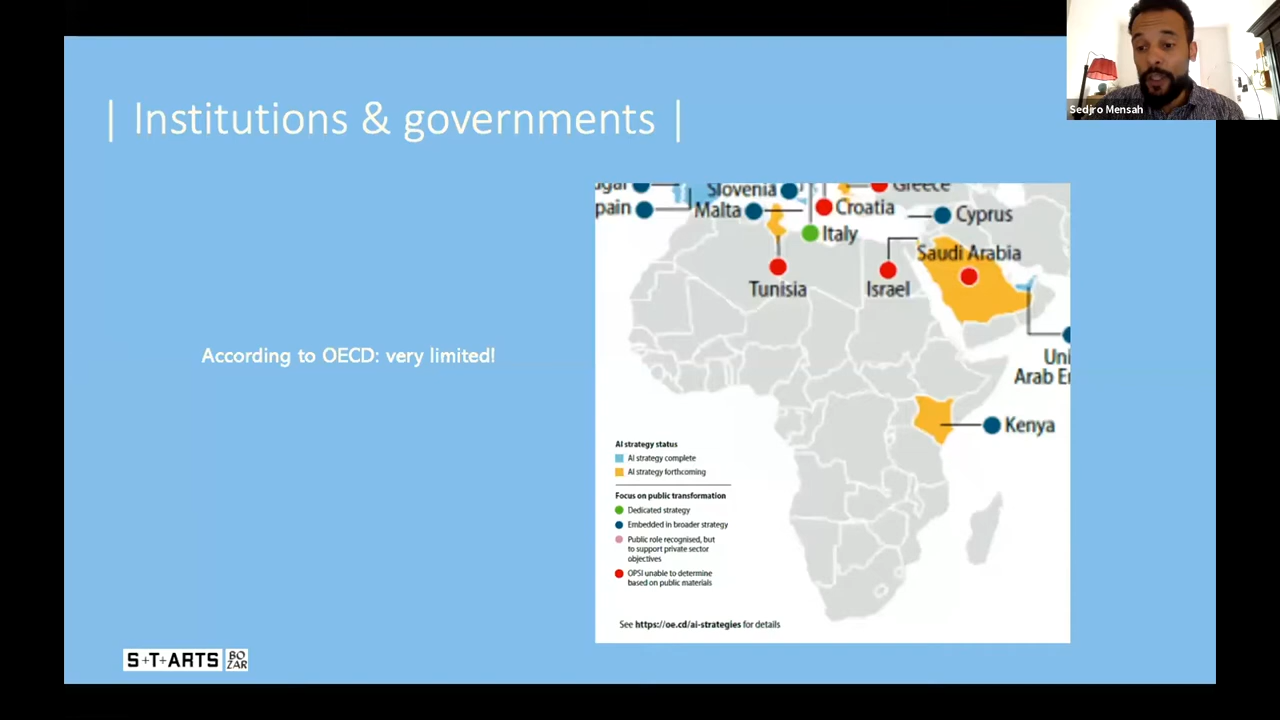 | Institutions & governments |
Sedjro Mensah
According to OECD: very limited!
Slovenia
Greece
pain
Malta
Croatia
Cyprus
Italy
Saudi Arabia
Tunisia
Israel
Uni
Arab E
Kenya
AI strategy status
AI strategy complete
AI strategy forthcoming
Focus on public transformation
Dedicated strategy
Embedded in broader strategy
Public role recognised, but
to support private sector
objectives
OPSI unable to determine
based on public materials
See https://oe.cd/ai-strategies for details
S+T+ARTS
BO
ZAR